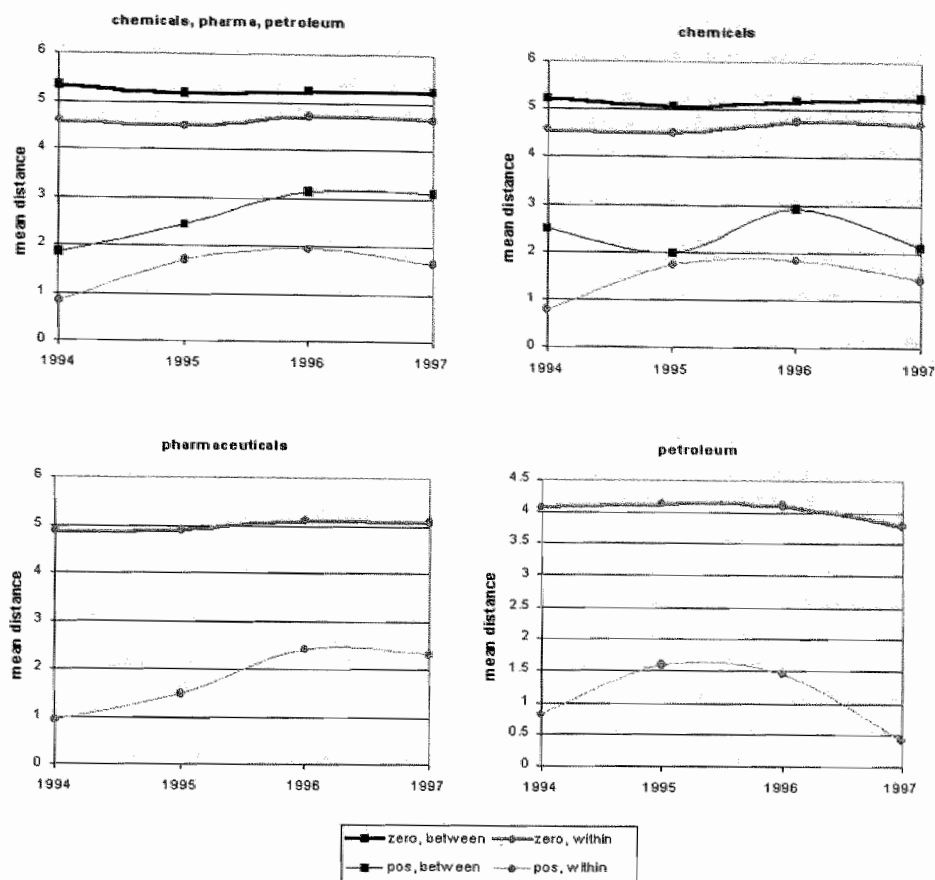 chemicals, pharma, petroleum
6
5
4
3
2
1
0
mean distance
1994 1995 1996 1997
chemicals
6
5
4
3
2
1
0
mean distance
1994 1995 1996 1997
pharmaceuticals
6
5
4
3
2
1
0
mean distance
1994 1995 1996 1997
petroleum
4.5
4
3.5
3
2.5
2
1.5
1
0.5
0
mean distance
1994 1995 1996 1997
zero, between zero, within
pos, between pos, within